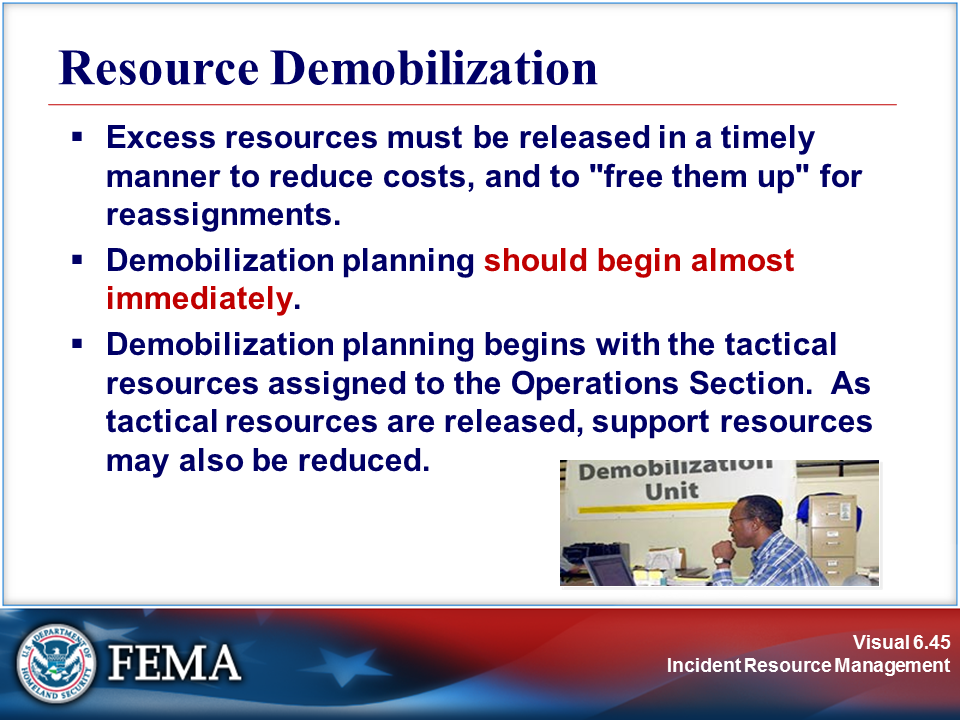 Resource Demobilization
▪ Excess resources must be released in a timely
manner to reduce costs, and to "free them up" for
reassignments.
▪ Demobilization planning should begin almost
immediately.
▪ Demobilization planning begins with the tactical
resources assigned to the Operations Section.  As
tactical resources are released, support resources
may also be reduced.
Demobilization
Unit
U.S. DEPARTMENT OF
HOMELAND SECURITY
FEMA
Visual 6.45
Incident Resource Management